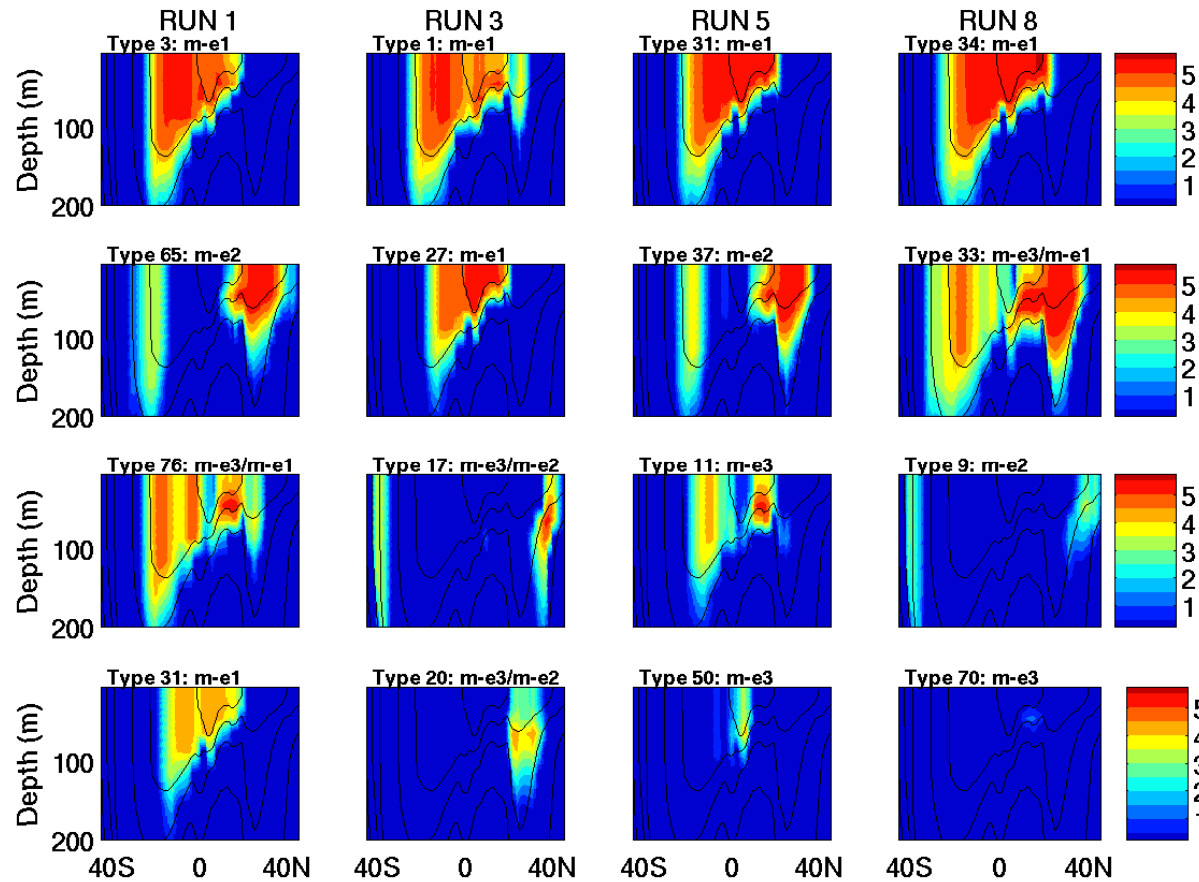 RUN 1 RUN 3 RUN 5 RUN 8
Type 3: m-e1 Type 1: m-e1 Type 31: m-e1 Type 34: m-e1
Depth (m)
100
200
5
4
3
2
1
Type 65: m-e2 Type 27: m-e1 Type 37: m-e2 Type 33: m-e3/m-e1
Depth (m)
100
200
5
4
3
2
1
Type 76: m-e3/m-e1 Type 17: m-e3/m-e2 Type 11: m-e3 Type 9: m-e2
Depth (m)
100
200
5
4
3
2
1
Type 31: m-e1 Type 20: m-e3/m-e2 Type 50: m-e3 Type 70: m-e3
Depth (m)
100
200
40S 0 40N 40S 0 40N 40S 0 40N 40S 0 40N